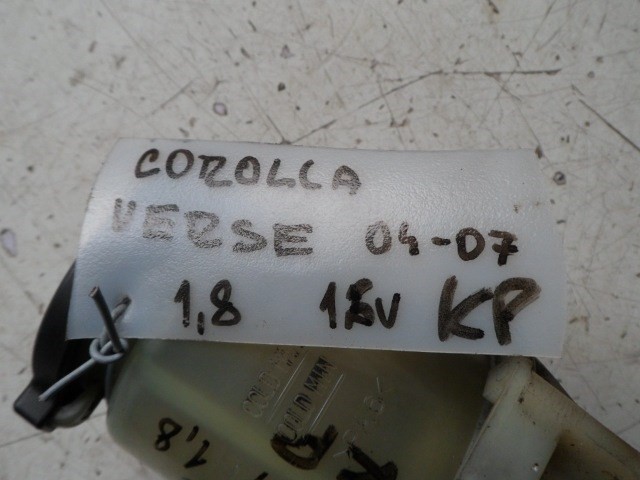 COROLLA
VERSE 04-07
1,8 16V KP
1,8